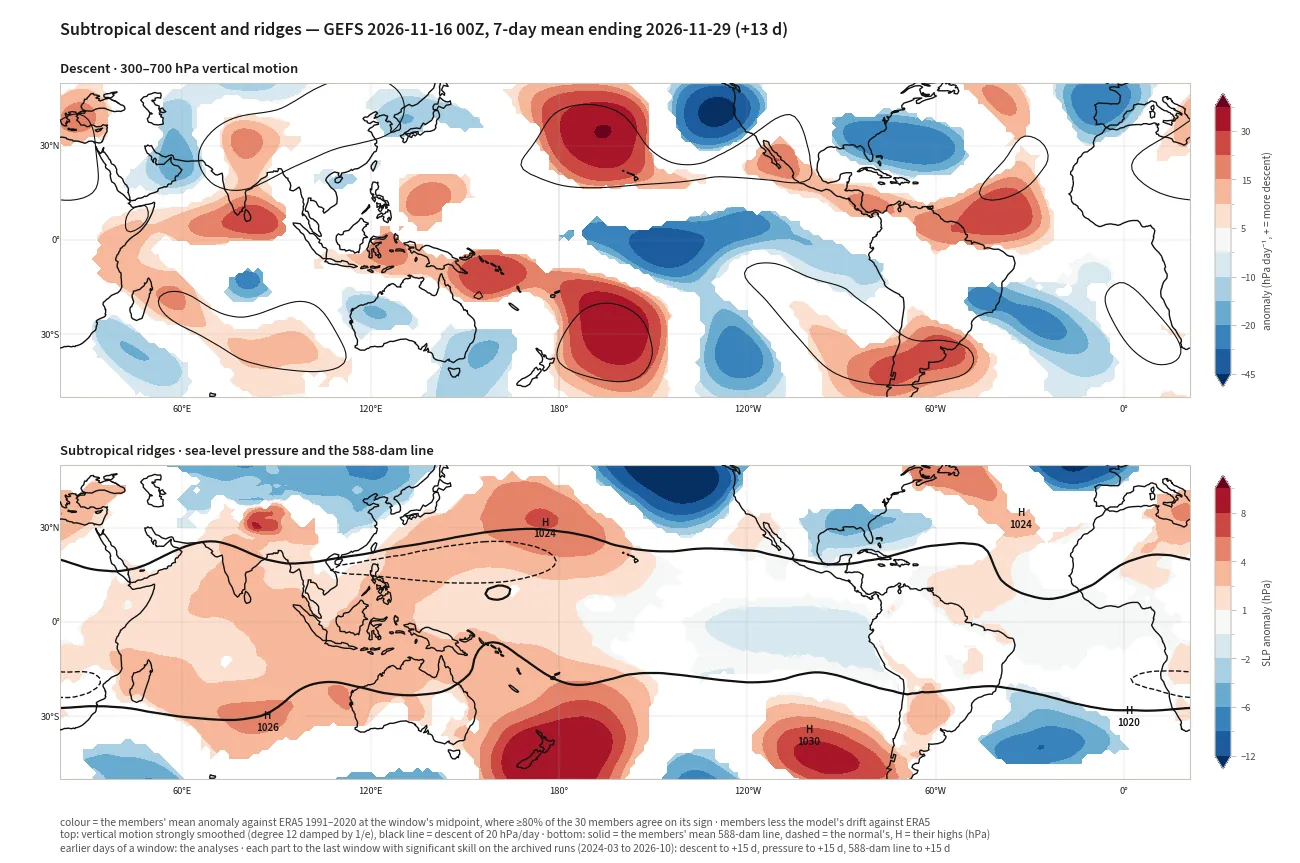 Subtropical descent and ridges — GEFS 2026-11-16 00Z, 7-day mean ending 2026-11-29 (+13 d)
Descent · 300–700 hPa vertical motion
30°N
0°
30°S
60°E
120°E
180°
120°W
60°W
0°
30
15
5
−10
−20
−45
anomaly (hPa day⁻¹, + = more descent)
Subtropical ridges · sea-level pressure and the 588-dam line
H
1024
H
1024
H
1026
H
1030
H
1020
30°N
0°
30°S
60°E
120°E
180°
120°W
60°W
0°
8
4
1
−2
−6
−12
SLP anomaly (hPa)
colour = the members' mean anomaly against ERA5 1991–2020 at the window's midpoint, where ≥80% of the 30 members agree on its sign · members less the model's drift against ERA5
top: vertical motion strongly smoothed (degree 12 damped by 1/e), black line = descent of 20 hPa/day · bottom: solid = the members' mean 588-dam line, dashed = the normal's, H = their highs (hPa)
earlier days of a window: the analyses · each part to the last window with significant skill on the archived runs (2024-03 to 2026-10): descent to +15 d, pressure to +15 d, 588-dam line to +15 d